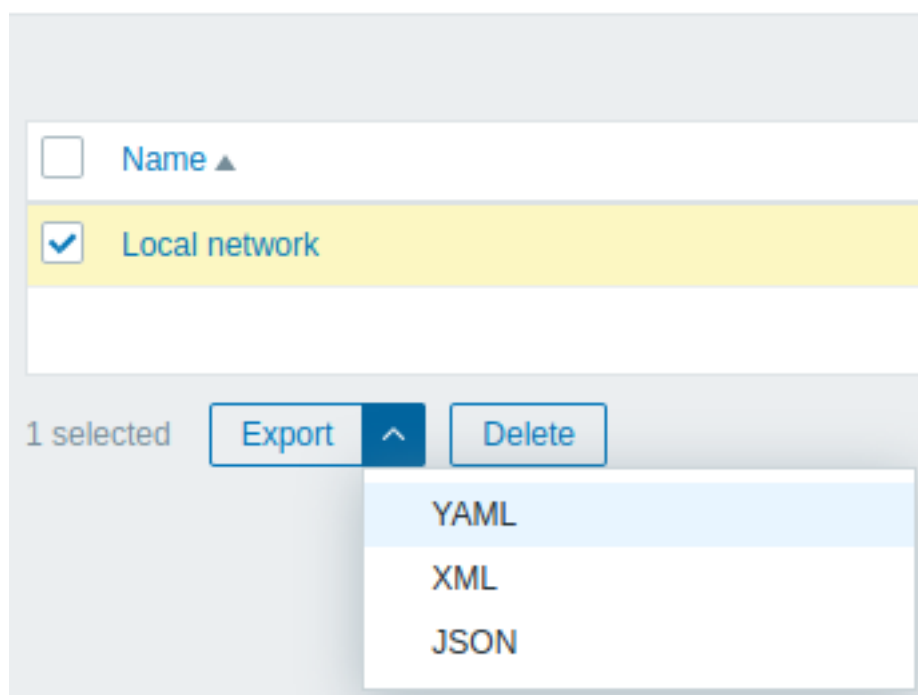 Name
Local network
1 selected Export Delete
YAML
XML
JSON